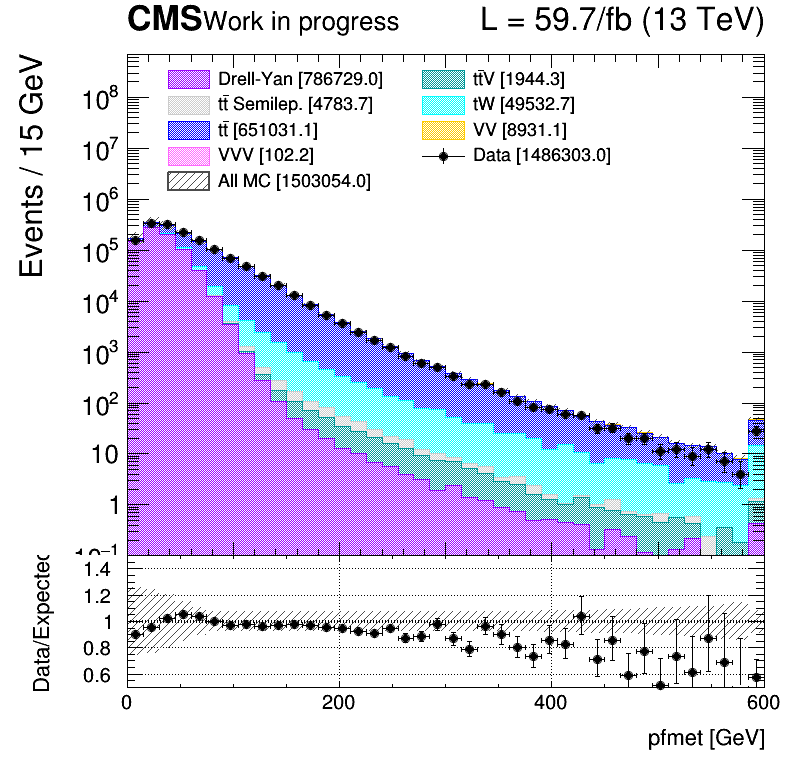 CMS Work in progress L = 59.7/fb (13 TeV)
Events / 15 GeV
Drell-Yan [786729.0] tt̄V [1944.3]
tt̄ Semilep. [4783.7] tW [49532.7]
tt̄ [651031.1] VV [8931.1]
VVV [102.2] Data [1486303.0]
All MC [1503054.0]
10⁸
10⁷
10⁶
10⁵
10⁴
10³
10²
10
1
10⁻¹
Data/Expected
1.4
1.2
1
0.8
0.6
0 200 400 600
pfmet [GeV]